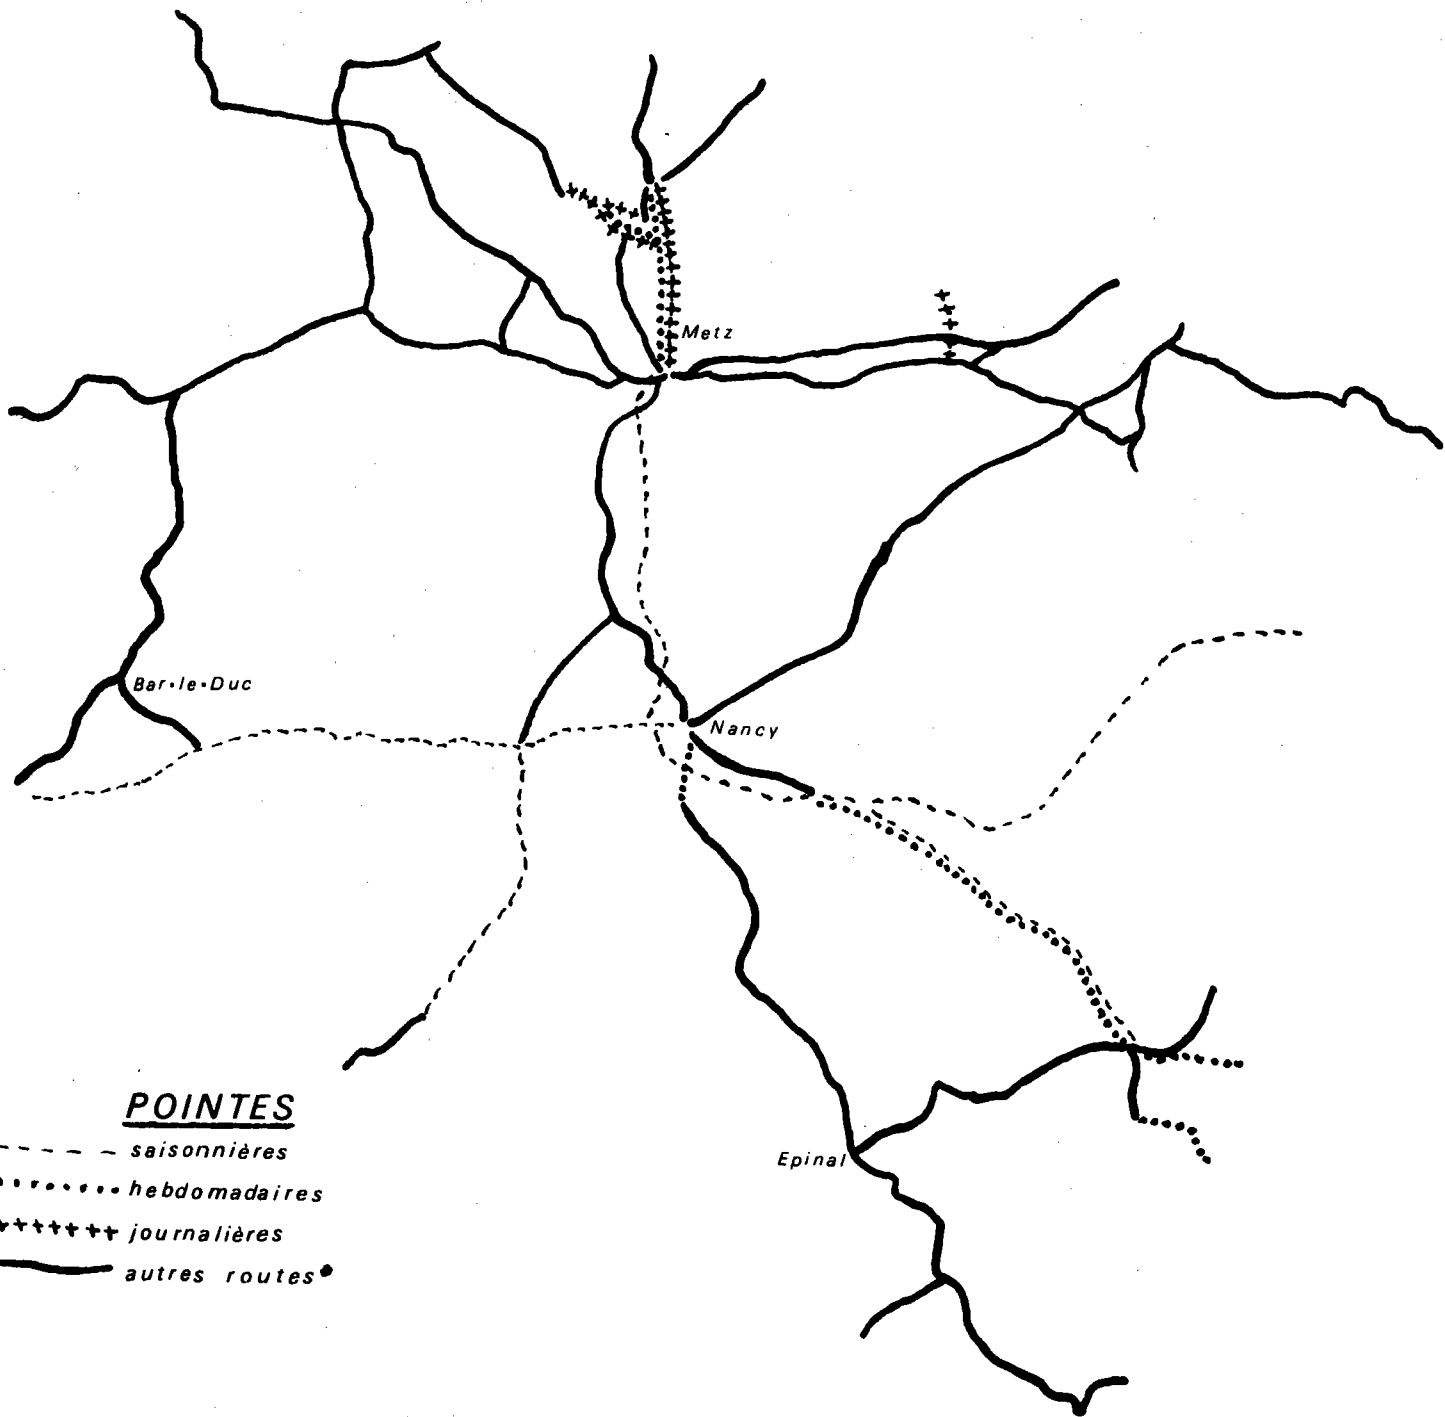 Metz
Bar-le-Duc
Nancy
Epinal
POINTES
saisonnières
hebdomadaires
journalières
autres routes